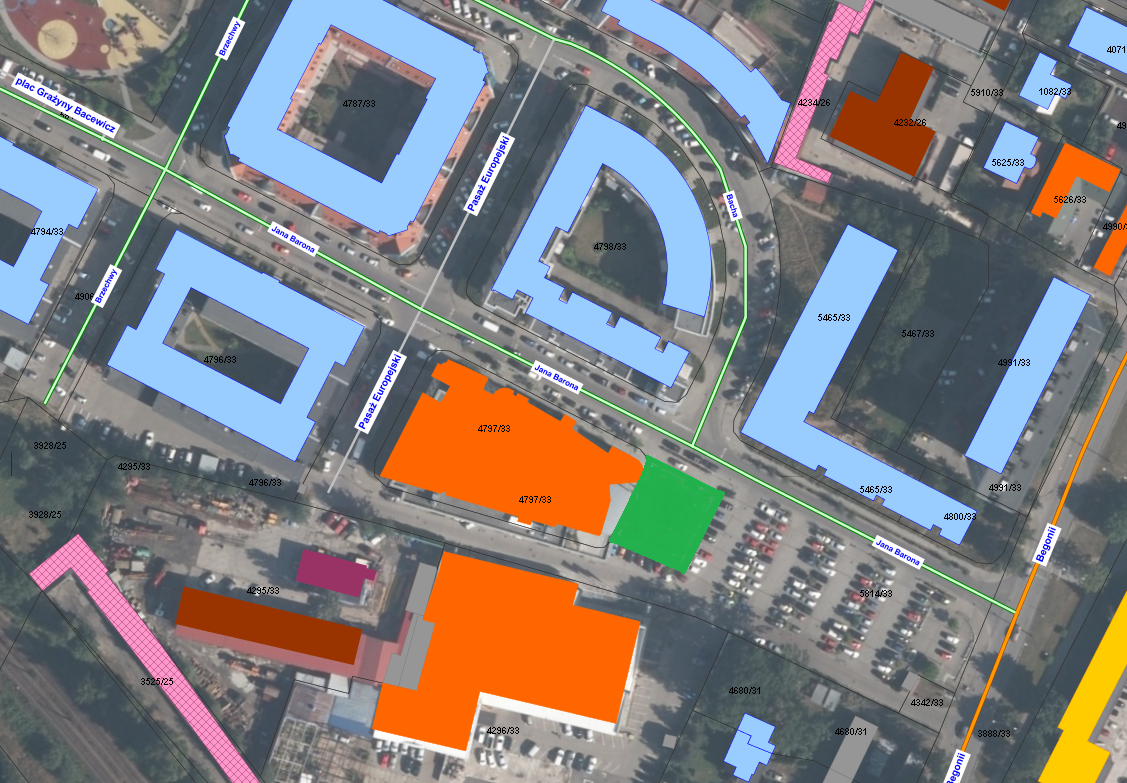 Brzechwy
4071
4787/33
5910/33
1082/33
4234/26
plac Grażyny Bacewicz
4232/26
Pasaż Europejski
5625/33
5626/33
Bacha
4990/
4794/33
Jana Barona
4798/33
Brzechwy
5465/33
5467/33
4796/33
4991/33
Jana Barona
Pasaż Europejski
4797/33
3928/25
4295/33
4796/33
4797/33
5465/33
4991/33
3928/25
4800/33
Begonii
Jana Barona
4295/33
5814/33
3525/25
4680/31
4342/33
4296/33
4680/31
3888/33
Begonii